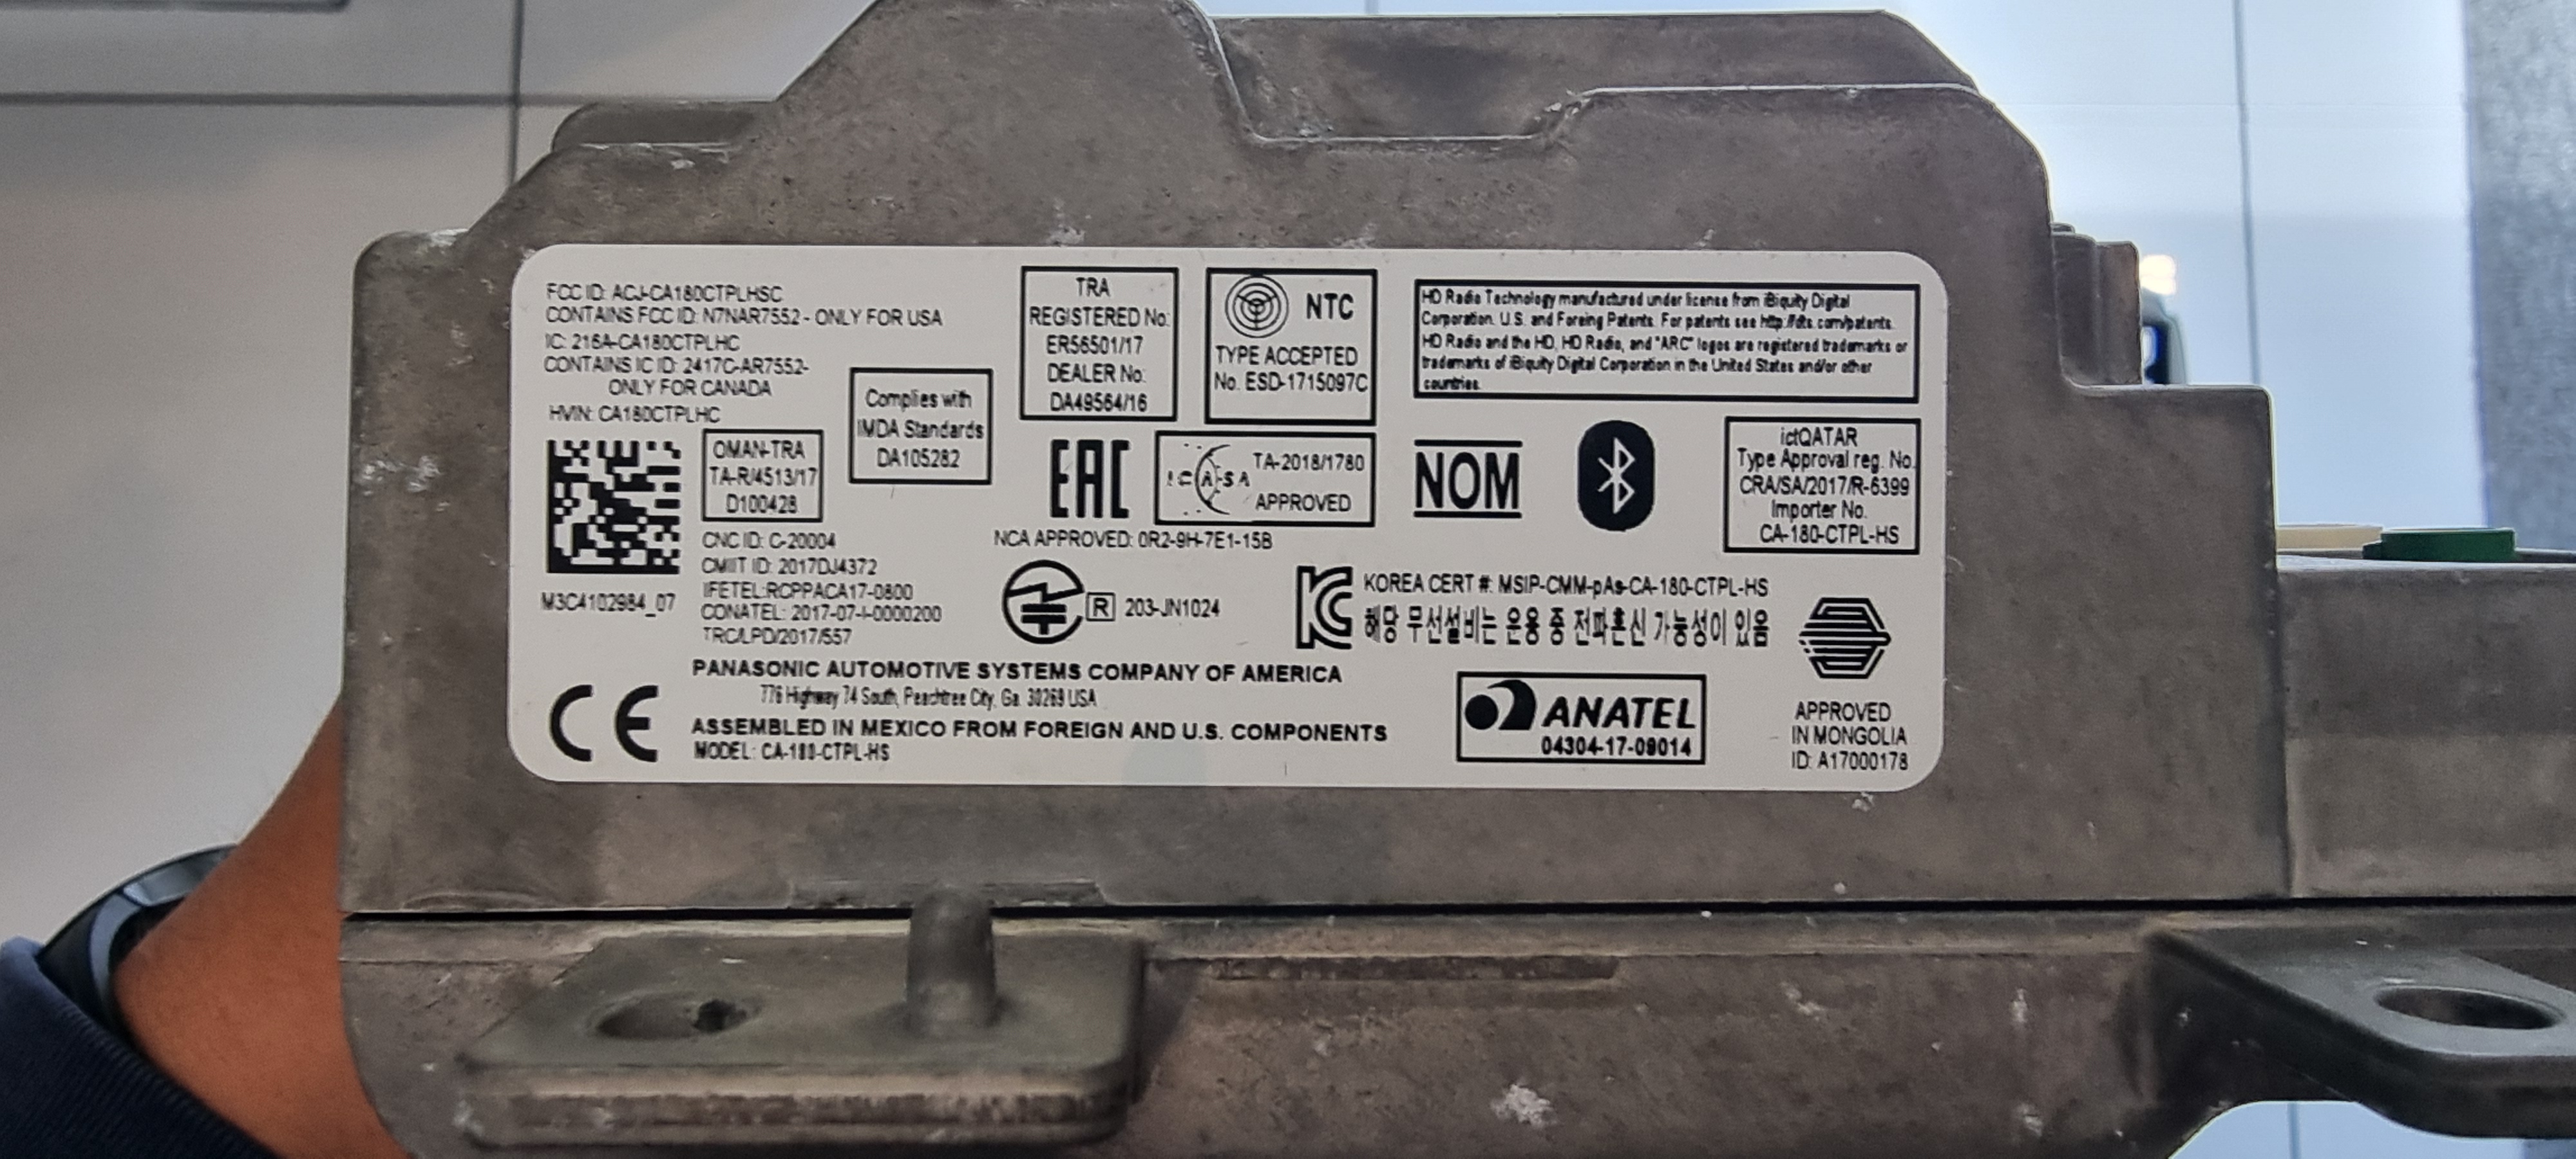 FCC ID: ACJ-CA180CTPLHSC
CONTAINS FCC ID: N7NAR7552 - ONLY FOR USA
IC: 216A-CA180CTPLHC
CONTAINS IC ID: 2417C-AR7552-
ONLY FOR CANADA
HVIN: CA180CTPLHC
M3C4102984_07
OMAN-TRA
TA-R/4513/17
D100428
Complies with
IMDA Standards
DA105282
TRA
REGISTERED No:
ER56501/17
DEALER No:
DA49564/16
NTC
TYPE ACCEPTED
No. ESD-1715097C
HD Radio Technology manufactured under license from iBiquity Digital
Corporation. U.S. and Foreing Patents. For patents see http://dts.com/patents.
HD Radio and the HD, HD Radio, and "ARC" logos are registered trademarks or
trademarks of iBiquity Digital Corporation in the United States and/or other
countries.
EAC
ICASA
TA-2018/1780
APPROVED
NOM
ictQATAR
Type Approval reg. No.
CRA/SA/2017/R-6399
Importer No.
CA-180-CTPL-HS
CNC ID: C-20004
CMIIT ID: 2017DJ4372
IFETEL:RCPPACA17-0800
CONATEL: 2017-07-I-0000200
TRC/LPD/2017/557
NCA APPROVED: 0R2-9H-7E1-15B
R 203-JN1024
KOREA CERT #: MSIP-CMM-pAs-CA-180-CTPL-HS
해당 무선설비는 운용 중 전파혼신 가능성이 있음
PANASONIC AUTOMOTIVE SYSTEMS COMPANY OF AMERICA
776 Highway 74 South, Peachtree City, Ga. 30269 USA
ASSEMBLED IN MEXICO FROM FOREIGN AND U.S. COMPONENTS
MODEL: CA-180-CTPL-HS
CE
ANATEL
04304-17-09014
APPROVED
IN MONGOLIA
ID: A17000178